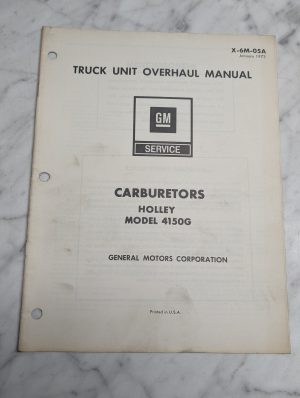 X-6M-05A
January 1973
TRUCK UNIT OVERHAUL MANUAL
GM
SERVICE
CARBURETORS
HOLLEY
MODEL 4150G
GENERAL MOTORS CORPORATION
Printed in U.S.A.